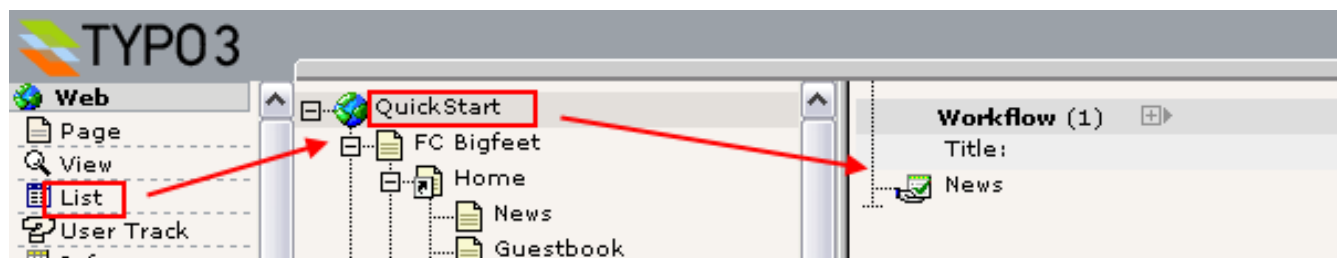 TYPO3
Web
Page
View
List
User Track
QuickStart
FC Bigfeet
Home
News
Guestbook
Workflow (1)
Title:
News